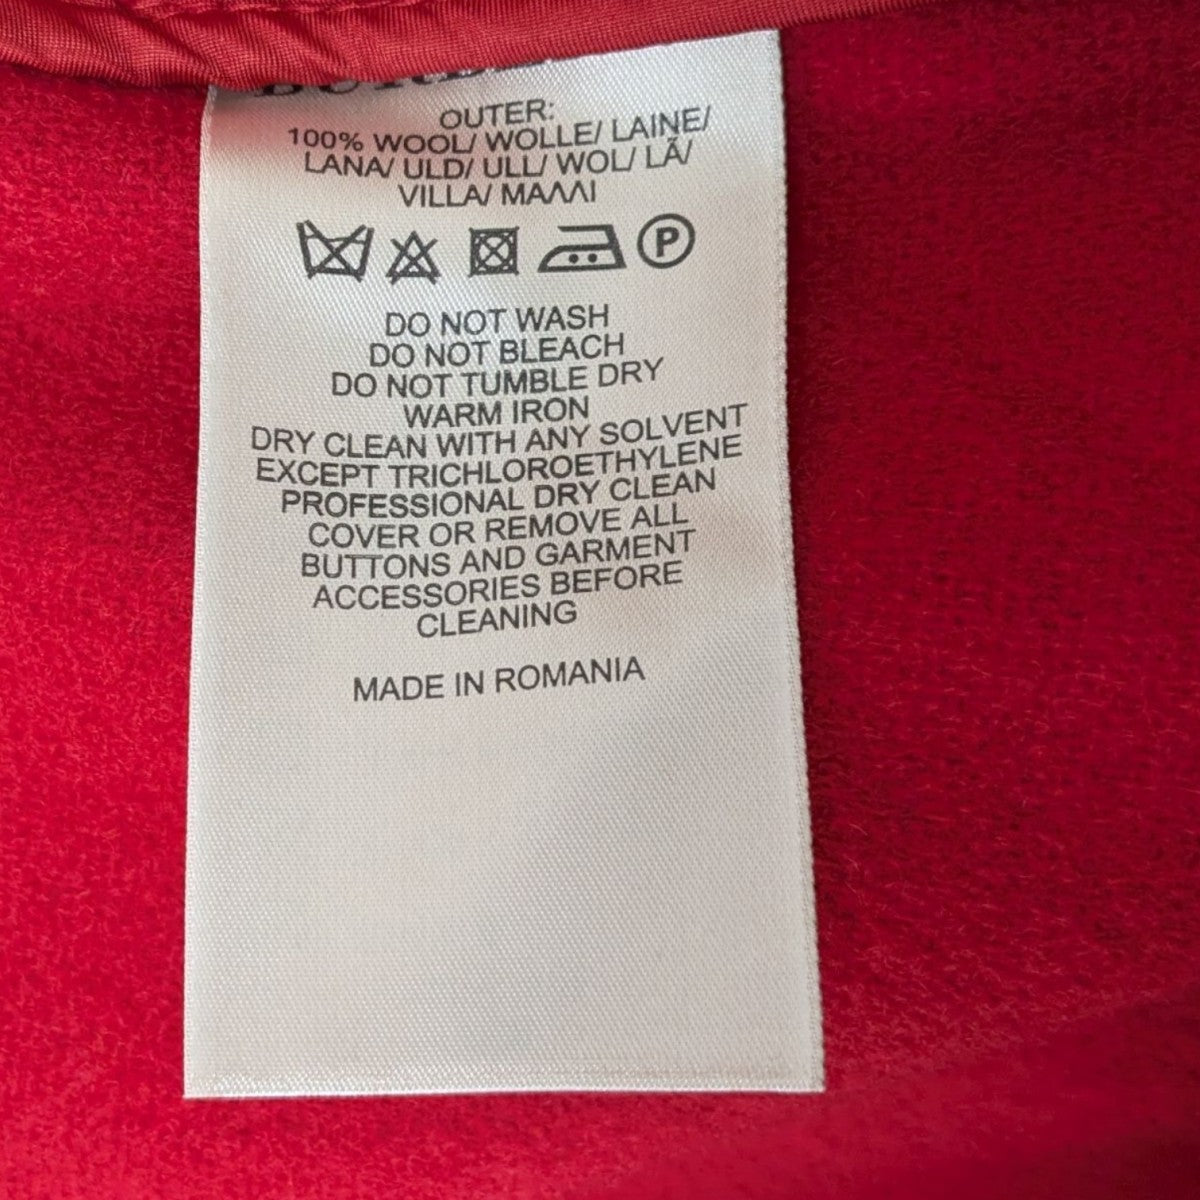 OUTER:
100% WOOL/ WOLLE/ LAINE/
LANA/ ULD/ ULL/ WOL/ LÃ/
VILLA/ ΜΑΛΛΙ
P
DO NOT WASH
DO NOT BLEACH
DO NOT TUMBLE DRY
WARM IRON
DRY CLEAN WITH ANY SOLVENT
EXCEPT TRICHLOROETHYLENE
PROFESSIONAL DRY CLEAN
COVER OR REMOVE ALL
BUTTONS AND GARMENT
ACCESSORIES BEFORE
CLEANING
MADE IN ROMANIA